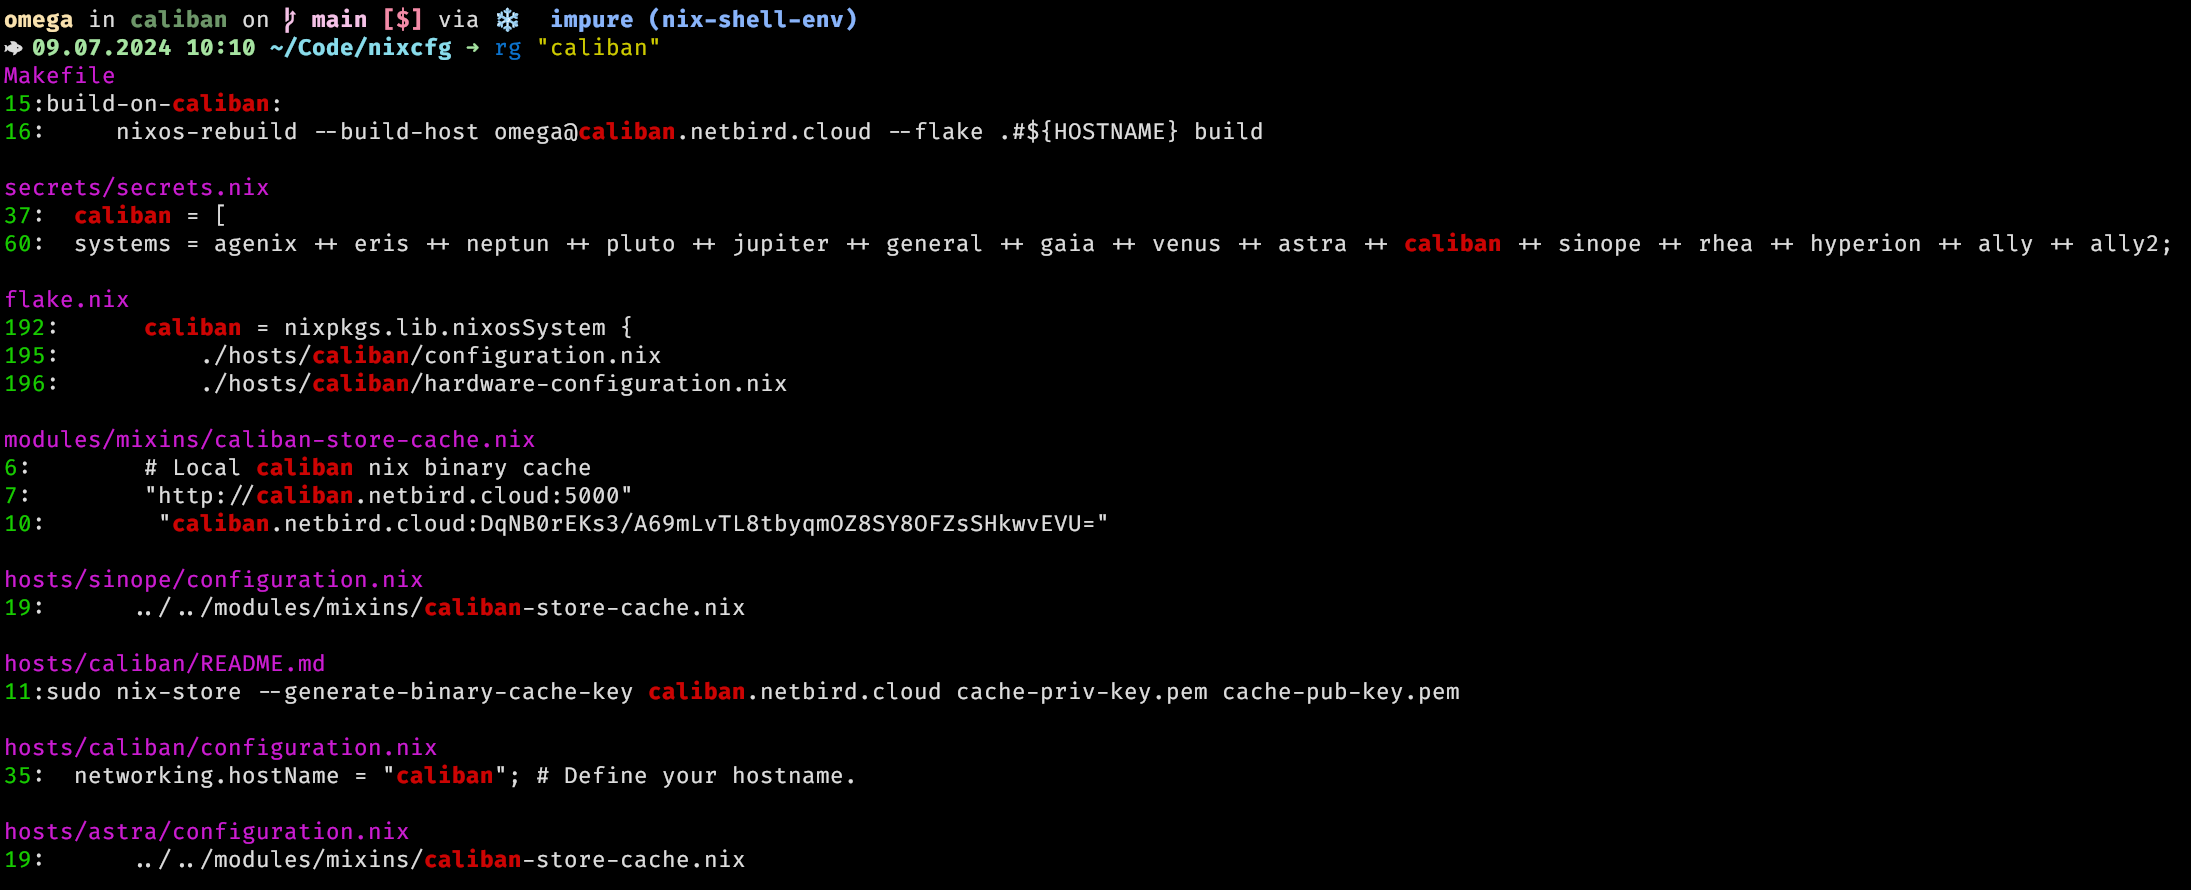 omega in caliban on main [$] via ❄ impure (nix-shell-env)
09.07.2024 10:10 ~/Code/nixcfg → rg "caliban"
Makefile
15:build-on-caliban:
16:     nixos-rebuild --build-host omega@caliban.netbird.cloud --flake .#${HOSTNAME} build
secrets/secrets.nix
37:  caliban = [
60:  systems = agenix ++ eris ++ neptun ++ pluto ++ jupiter ++ general ++ gaia ++ venus ++ astra ++ caliban ++ sinope ++ rhea ++ hyperion ++ ally ++ ally2;
flake.nix
192:      caliban = nixpkgs.lib.nixosSystem {
195:          ./hosts/caliban/configuration.nix
196:          ./hosts/caliban/hardware-configuration.nix
modules/mixins/caliban-store-cache.nix
6:        # Local caliban nix binary cache
7:        "http://caliban.netbird.cloud:5000"
10:        "caliban.netbird.cloud:DqNB0rEKs3/A69mLvTL8tbyqmOZ8SY8OFZsSHkwvEVU="
hosts/sinope/configuration.nix
19:      ../../modules/mixins/caliban-store-cache.nix
hosts/caliban/README.md
11:sudo nix-store --generate-binary-cache-key caliban.netbird.cloud cache-priv-key.pem cache-pub-key.pem
hosts/caliban/configuration.nix
35:  networking.hostName = "caliban"; # Define your hostname.
hosts/astra/configuration.nix
19:      ../../modules/mixins/caliban-store-cache.nix